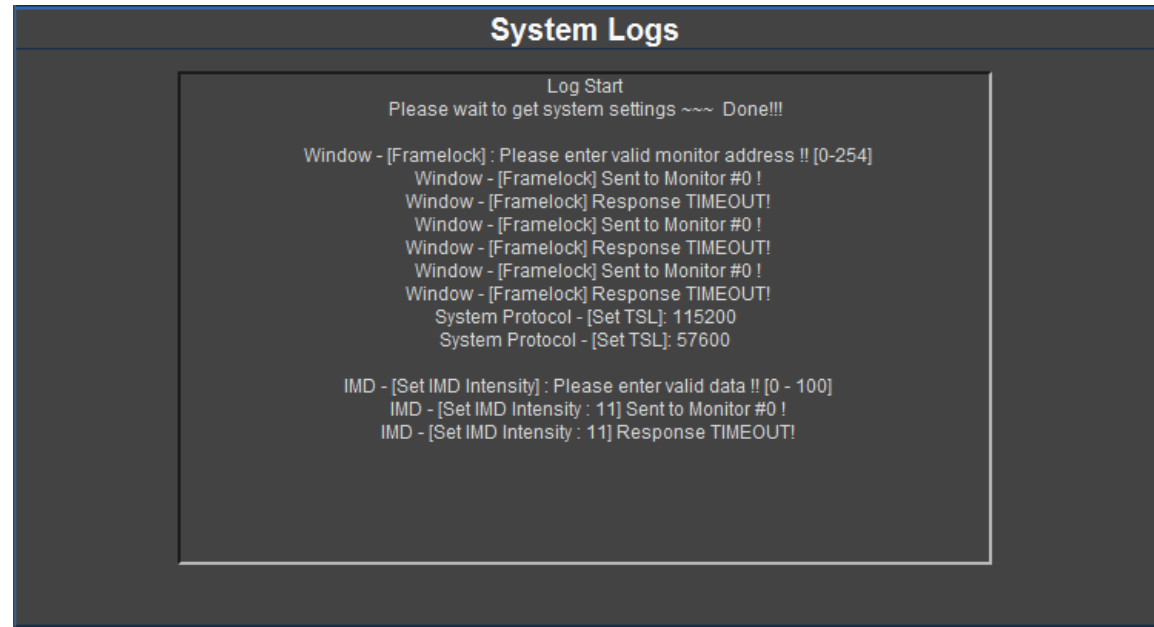 System Logs
Log Start
Please wait to get system settings ~~~ Done!!!
Window - [Framelock] : Please enter valid monitor address !! [0-254]
Window - [Framelock] Sent to Monitor #0 !
Window - [Framelock] Response TIMEOUT!
Window - [Framelock] Sent to Monitor #0 !
Window - [Framelock] Response TIMEOUT!
Window - [Framelock] Sent to Monitor #0 !
Window - [Framelock] Response TIMEOUT!
System Protocol - [Set TSL]: 115200
System Protocol - [Set TSL]: 57600
IMD - [Set IMD Intensity] : Please enter valid data !! [0 - 100]
IMD - [Set IMD Intensity : 11] Sent to Monitor #0 !
IMD - [Set IMD Intensity : 11] Response TIMEOUT!